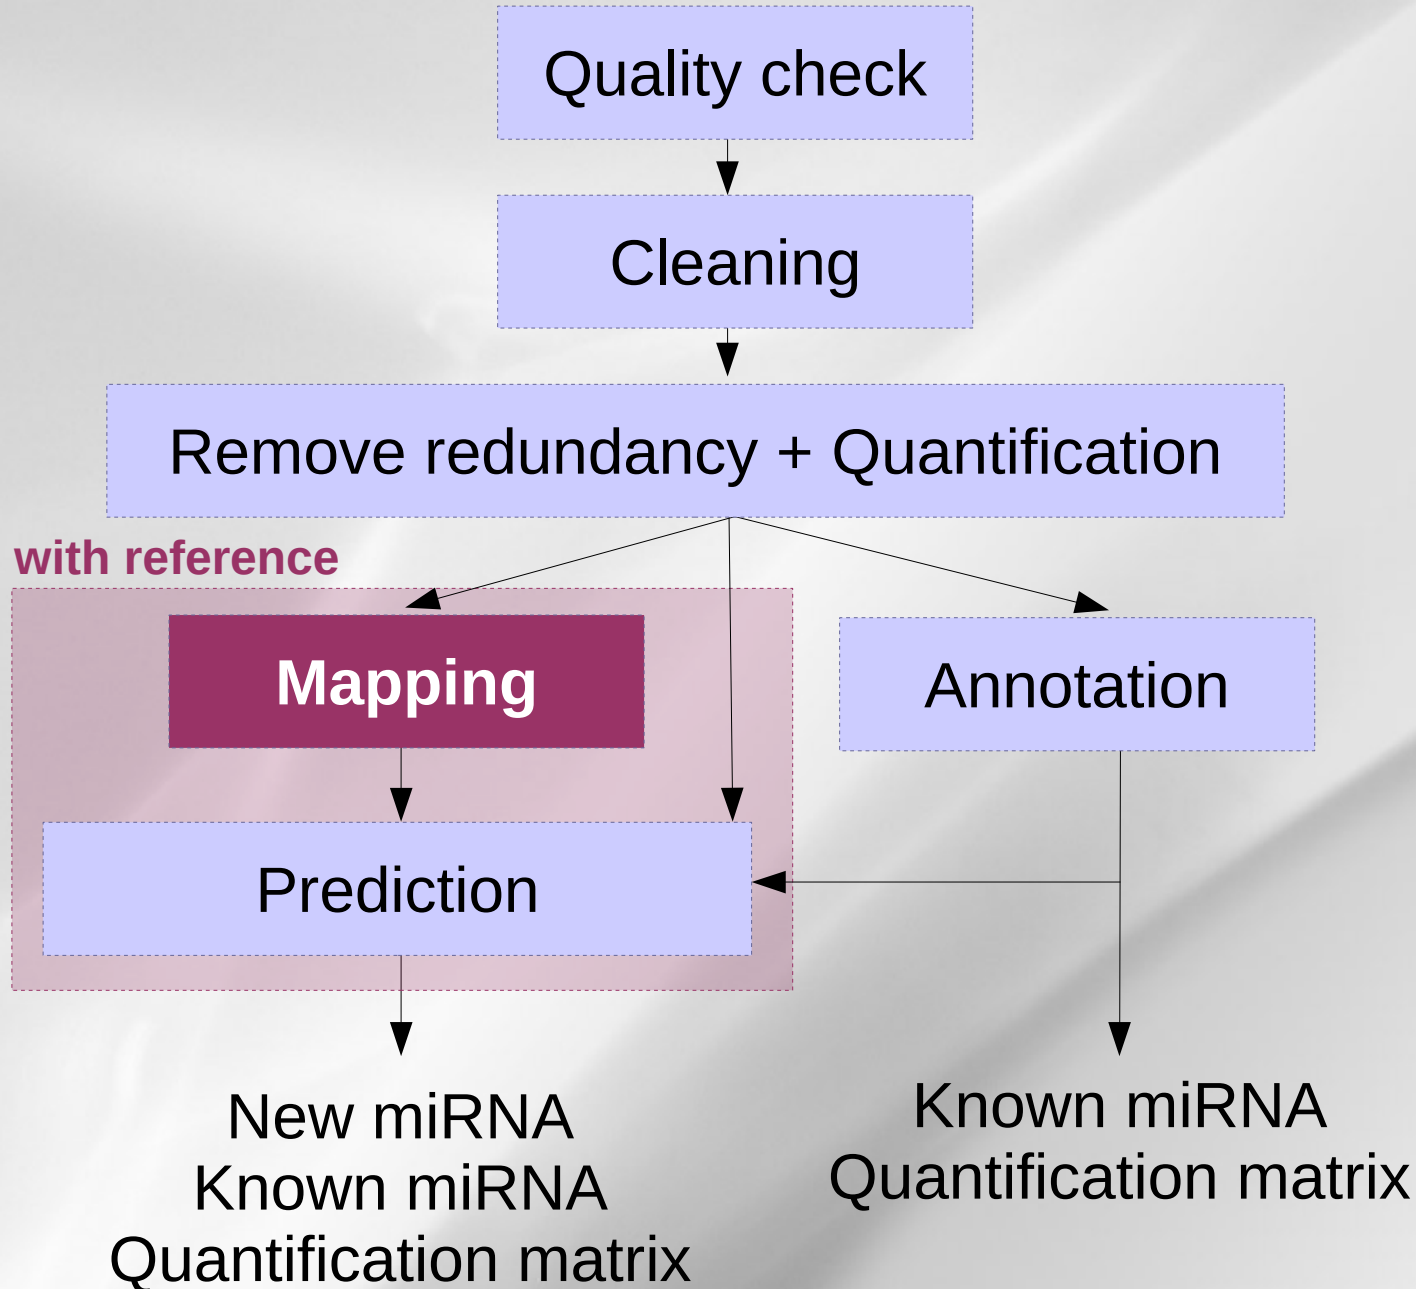 Quality check
Cleaning
Remove redundancy + Quantification
with reference
Mapping
Annotation
Prediction
New miRNA
Known miRNA
Quantification matrix
Known miRNA
Quantification matrix